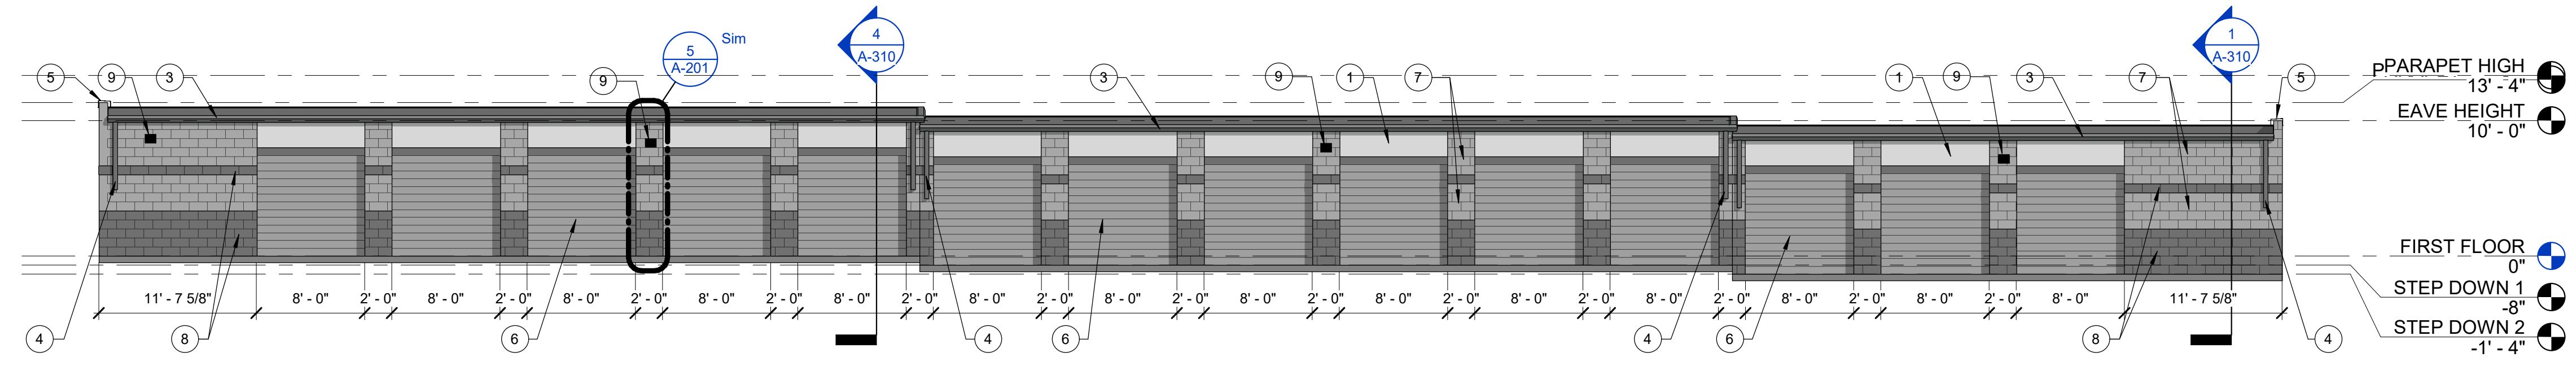 5
A-201
Sim
4
A-310
1
A-310
5
9
3
9
3
9
1
7
1
9
3
7
5
PARAPET HIGH
13' - 4"
EAVE HEIGHT
10' - 0"
FIRST FLOOR
0"
STEP DOWN 1
-8"
STEP DOWN 2
-1' - 4"
11' - 7 5/8" 8' - 0" 2' - 0" 8' - 0" 2' - 0" 8' - 0" 2' - 0" 8' - 0" 2' - 0" 8' - 0" 2' - 0" 8' - 0" 2' - 0" 8' - 0" 2' - 0" 8' - 0" 2' - 0" 8' - 0" 2' - 0" 8' - 0" 2' - 0" 8' - 0" 2' - 0" 8' - 0" 2' - 0" 8' - 0" 2' - 0" 8' - 0" 11' - 7 5/8"
4
8
6
4
6
4
6
8
4